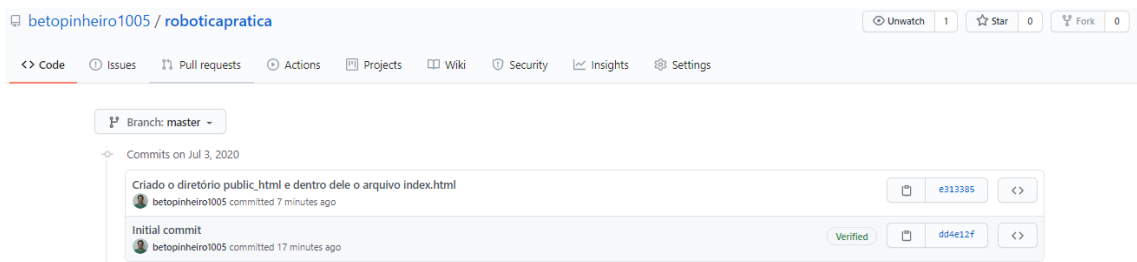 betopinheiro1005 / roboticapratica
Unwatch 1 Star 0 Fork 0
<> Code Issues Pull requests Actions Projects Wiki Security Insights Settings
Branch: master
Commits on Jul 3, 2020
Criado o diretório public_html e dentro dele o arquivo index.html
betopinheiro1005 committed 7 minutes ago
e313385
Initial commit
betopinheiro1005 committed 17 minutes ago
Verified dd4e12f